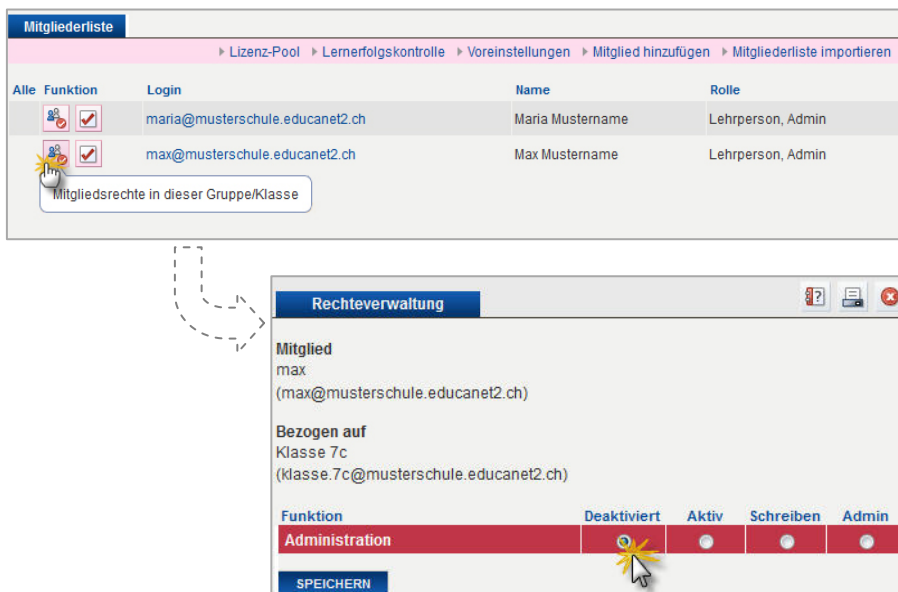 Mitgliederliste
Lizenz-Pool Lernerfolgskontrolle Voreinstellungen Mitglied hinzufügen Mitgliederliste importieren
Alle Funktion Login Name Rolle
maria@musterschule.educanet2.ch Maria Mustername Lehrperson, Admin
max@musterschule.educanet2.ch Max Mustername Lehrperson, Admin
Mitgliedsrechte in dieser Gruppe/Klasse
Rechteverwaltung
Mitglied
max
(max@musterschule.educanet2.ch)
Bezogen auf
Klasse 7c
(klasse.7c@musterschule.educanet2.ch)
Funktion Deaktiviert Aktiv Schreiben Admin
Administration
SPEICHERN